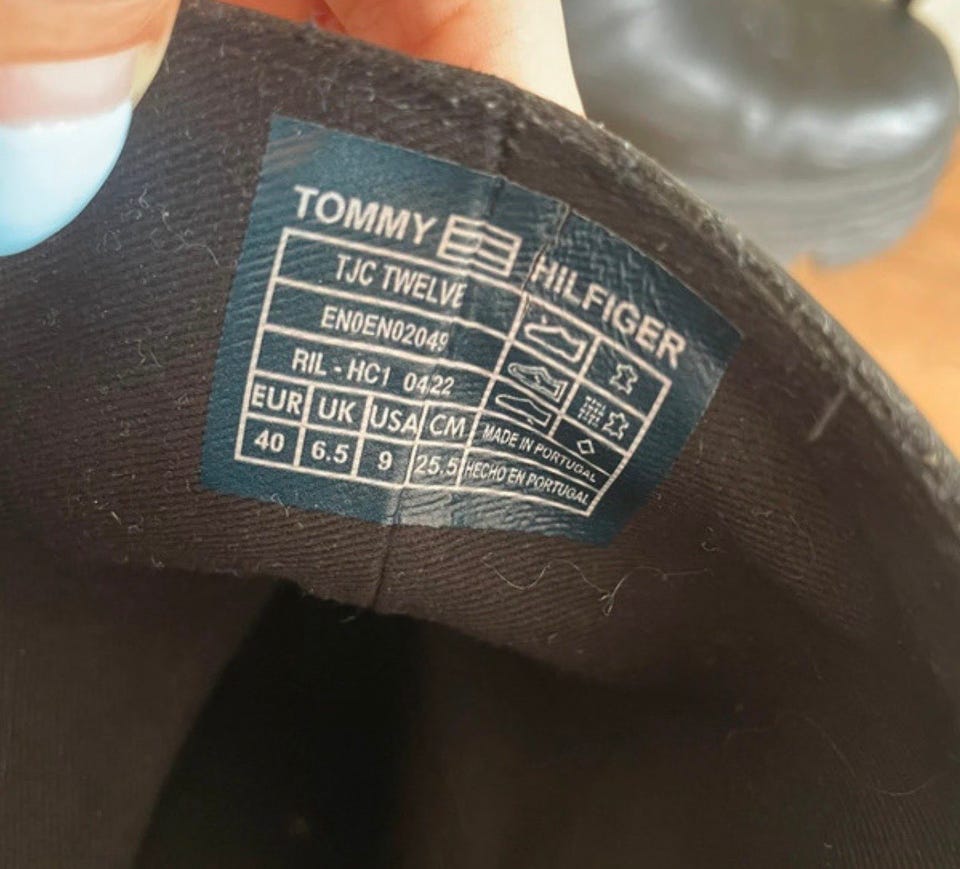 TOMMY HILFIGER
TJC TWELVE
EN0EN02049
RIL - HC1 0422
EUR UK USA CM
40 6.5 9 25.5
MADE IN PORTUGAL
HECHO EN PORTUGAL